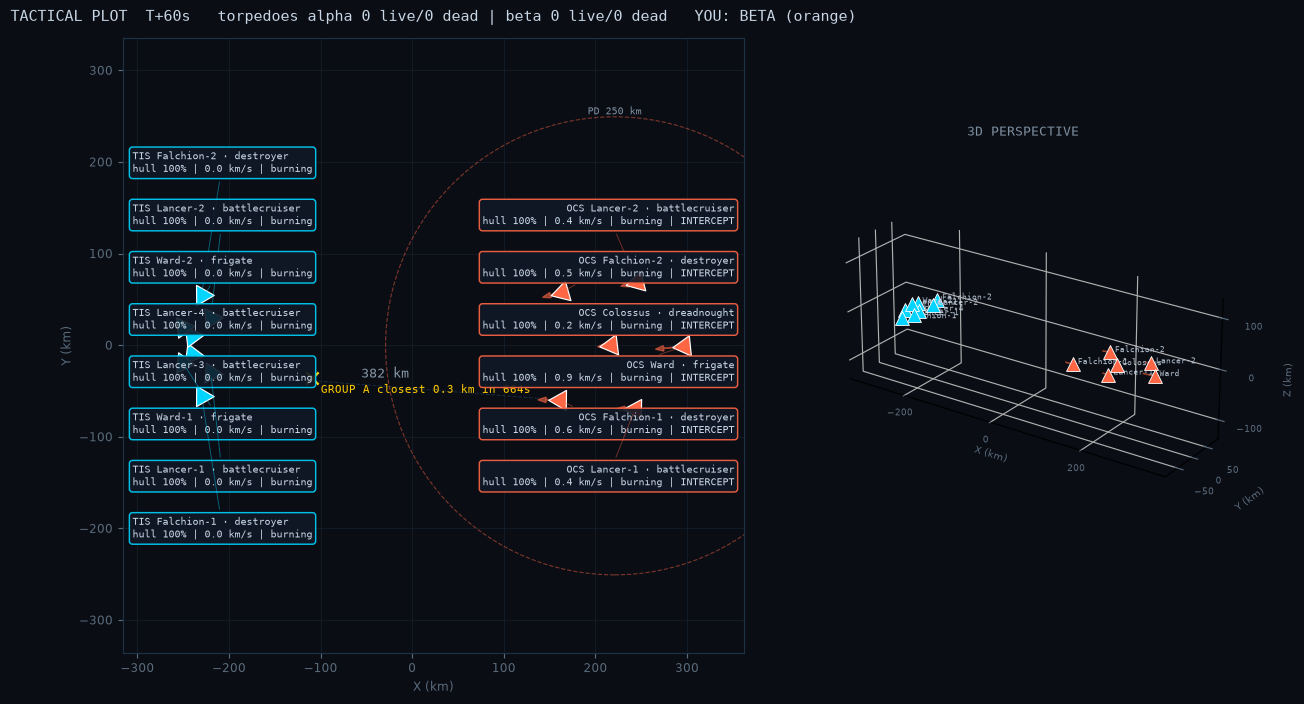 TACTICAL PLOT  T+60s   torpedoes alpha 0 live/0 dead | beta 0 live/0 dead   YOU: BETA (orange)
PD 250 km
3D PERSPECTIVE
TIS Falchion-2 · destroyer
hull 100% | 0.0 km/s | burning
TIS Lancer-2 · battlecruiser
hull 100% | 0.0 km/s | burning
TIS Ward-2 · frigate
hull 100% | 0.0 km/s | burning
TIS Lancer-4 · battlecruiser
hull 100% | 0.0 km/s | burning
TIS Lancer-3 · battlecruiser
hull 100% | 0.0 km/s | burning
TIS Ward-1 · frigate
hull 100% | 0.0 km/s | burning
TIS Lancer-1 · battlecruiser
hull 100% | 0.0 km/s | burning
TIS Falchion-1 · destroyer
hull 100% | 0.0 km/s | burning
382 km
GROUP A closest 0.3 km in 664s
OCS Lancer-2 · battlecruiser
hull 100% | 0.4 km/s | burning | INTERCEPT
OCS Falchion-2 · destroyer
hull 100% | 0.5 km/s | burning | INTERCEPT
OCS Colossus · dreadnought
hull 100% | 0.2 km/s | burning | INTERCEPT
OCS Ward · frigate
hull 100% | 0.9 km/s | burning | INTERCEPT
OCS Falchion-1 · destroyer
hull 100% | 0.6 km/s | burning | INTERCEPT
OCS Lancer-1 · battlecruiser
hull 100% | 0.4 km/s | burning | INTERCEPT
300
200
100
0
−100
−200
−300
Y (km)
−300
−200
−100
0
100
200
300
X (km)
Falchion-2
Falchion-2
Lancer-2
Ward
−200
0
200
X (km)
−50
0
50
Y (km)
100
0
−100
Z (km)